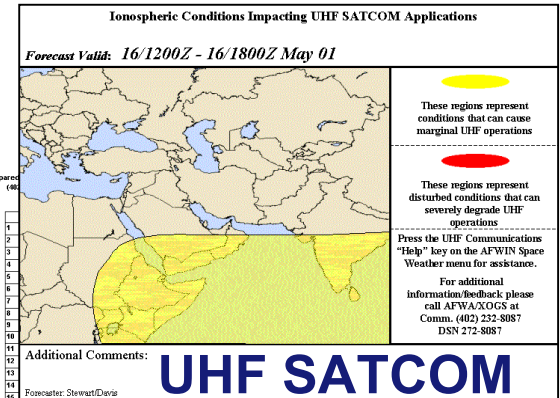 Ionospheric Conditions Impacting UHF SATCOM Applications
Forecast Valid: 16/1200Z - 16/1800Z May 01
These regions represent
conditions that can cause
marginal UHF operations
These regions represent
disturbed conditions that can
severely degrade UHF
operations
Press the UHF Communications
“Help” key on the AFWIN Space
Weather menu for assistance.
For additional
information/feedback please
call AFWA/XOGS at
Comm. (402) 232-8087
DSN 272-8087
1
2
3
4
5
6
7
8
9
10
11
12
13
14
15
Additional Comments:
UHF SATCOM
Forecaster: Stewart/Davis